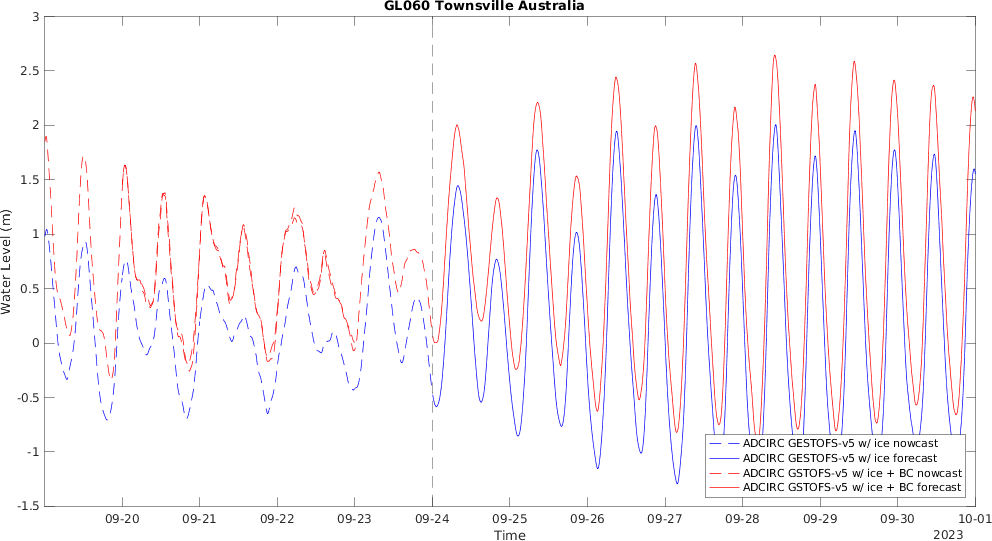 GL060 Townsville Australia
3
2.5
2
1.5
1
0.5
0
-0.5
-1
-1.5
Water Level (m)
ADCIRC GESTOFS-v5 w/ ice nowcast
ADCIRC GESTOFS-v5 w/ ice forecast
ADCIRC GSTOFS-v5 w/ ice + BC nowcast
ADCIRC GSTOFS-v5 w/ ice + BC forecast
09-20 09-21 09-22 09-23 09-24 09-25 09-26 09-27 09-28 09-29 09-30 10-01
Time
2023